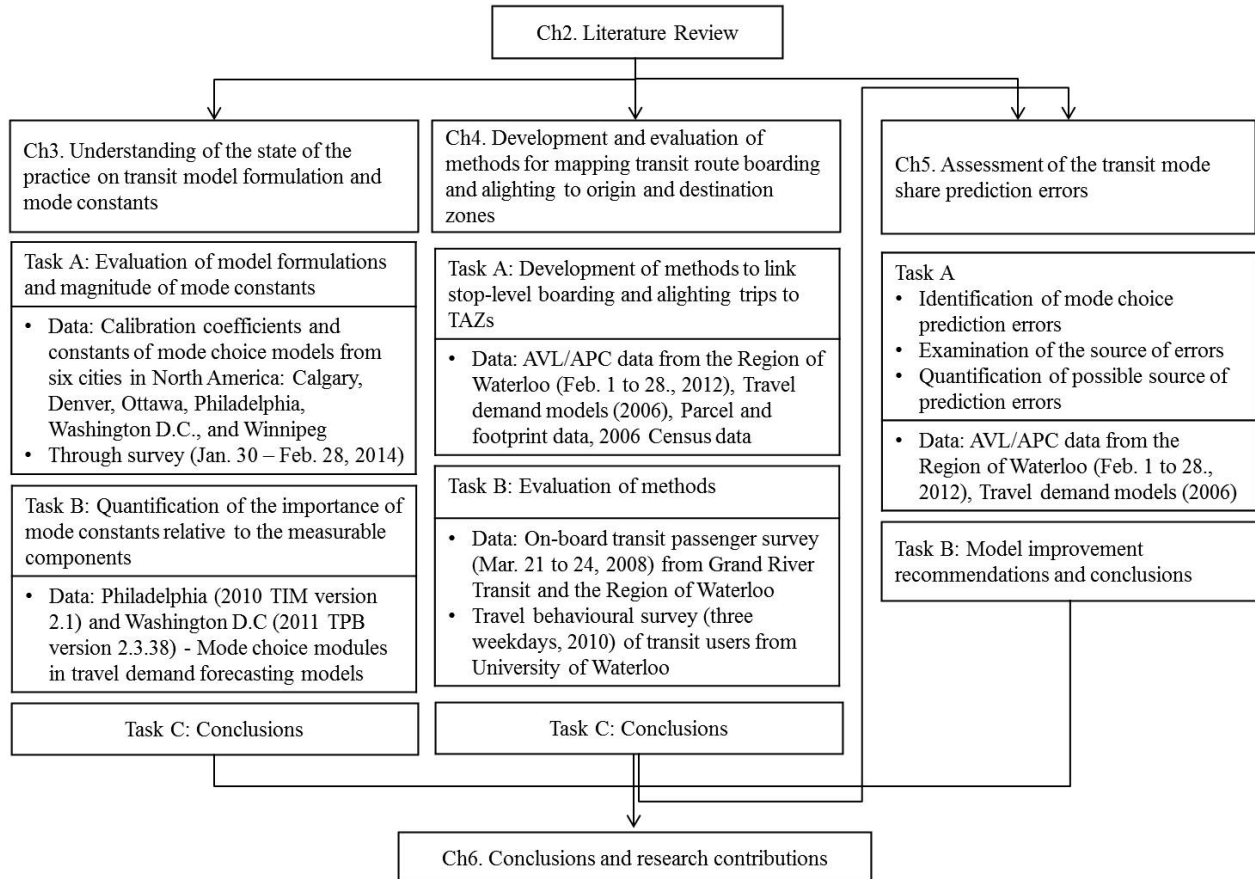 Ch2. Literature Review
Ch3. Understanding of the state of the
practice on transit model formulation and
mode constants
Task A: Evaluation of model formulations
and magnitude of mode constants
• Data: Calibration coefficients and
constants of mode choice models from
six cities in North America: Calgary,
Denver, Ottawa, Philadelphia,
Washington D.C., and Winnipeg
• Through survey (Jan. 30 – Feb. 28, 2014)
Task B: Quantification of the importance of
mode constants relative to the measurable
components
• Data: Philadelphia (2010 TIM version
2.1) and Washington D.C (2011 TPB
version 2.3.38) - Mode choice modules
in travel demand forecasting models
Task C: Conclusions
Ch4. Development and evaluation of
methods for mapping transit route boarding
and alighting to origin and destination
zones
Task A: Development of methods to link
stop-level boarding and alighting trips to
TAZs
• Data: AVL/APC data from the Region of
Waterloo (Feb. 1 to 28., 2012), Travel
demand models (2006), Parcel and
footprint data, 2006 Census data
Task B: Evaluation of methods
• Data: On-board transit passenger survey
(Mar. 21 to 24, 2008) from Grand River
Transit and the Region of Waterloo
• Travel behavioural survey (three
weekdays, 2010) of transit users from
University of Waterloo
Task C: Conclusions
Ch5. Assessment of the transit mode
share prediction errors
Task A
• Identification of mode choice
prediction errors
• Examination of the source of errors
• Quantification of possible source of
prediction errors
• Data: AVL/APC data from the
Region of Waterloo (Feb. 1 to 28.,
2012), Travel demand models (2006)
Task B: Model improvement
recommendations and conclusions
Ch6. Conclusions and research contributions